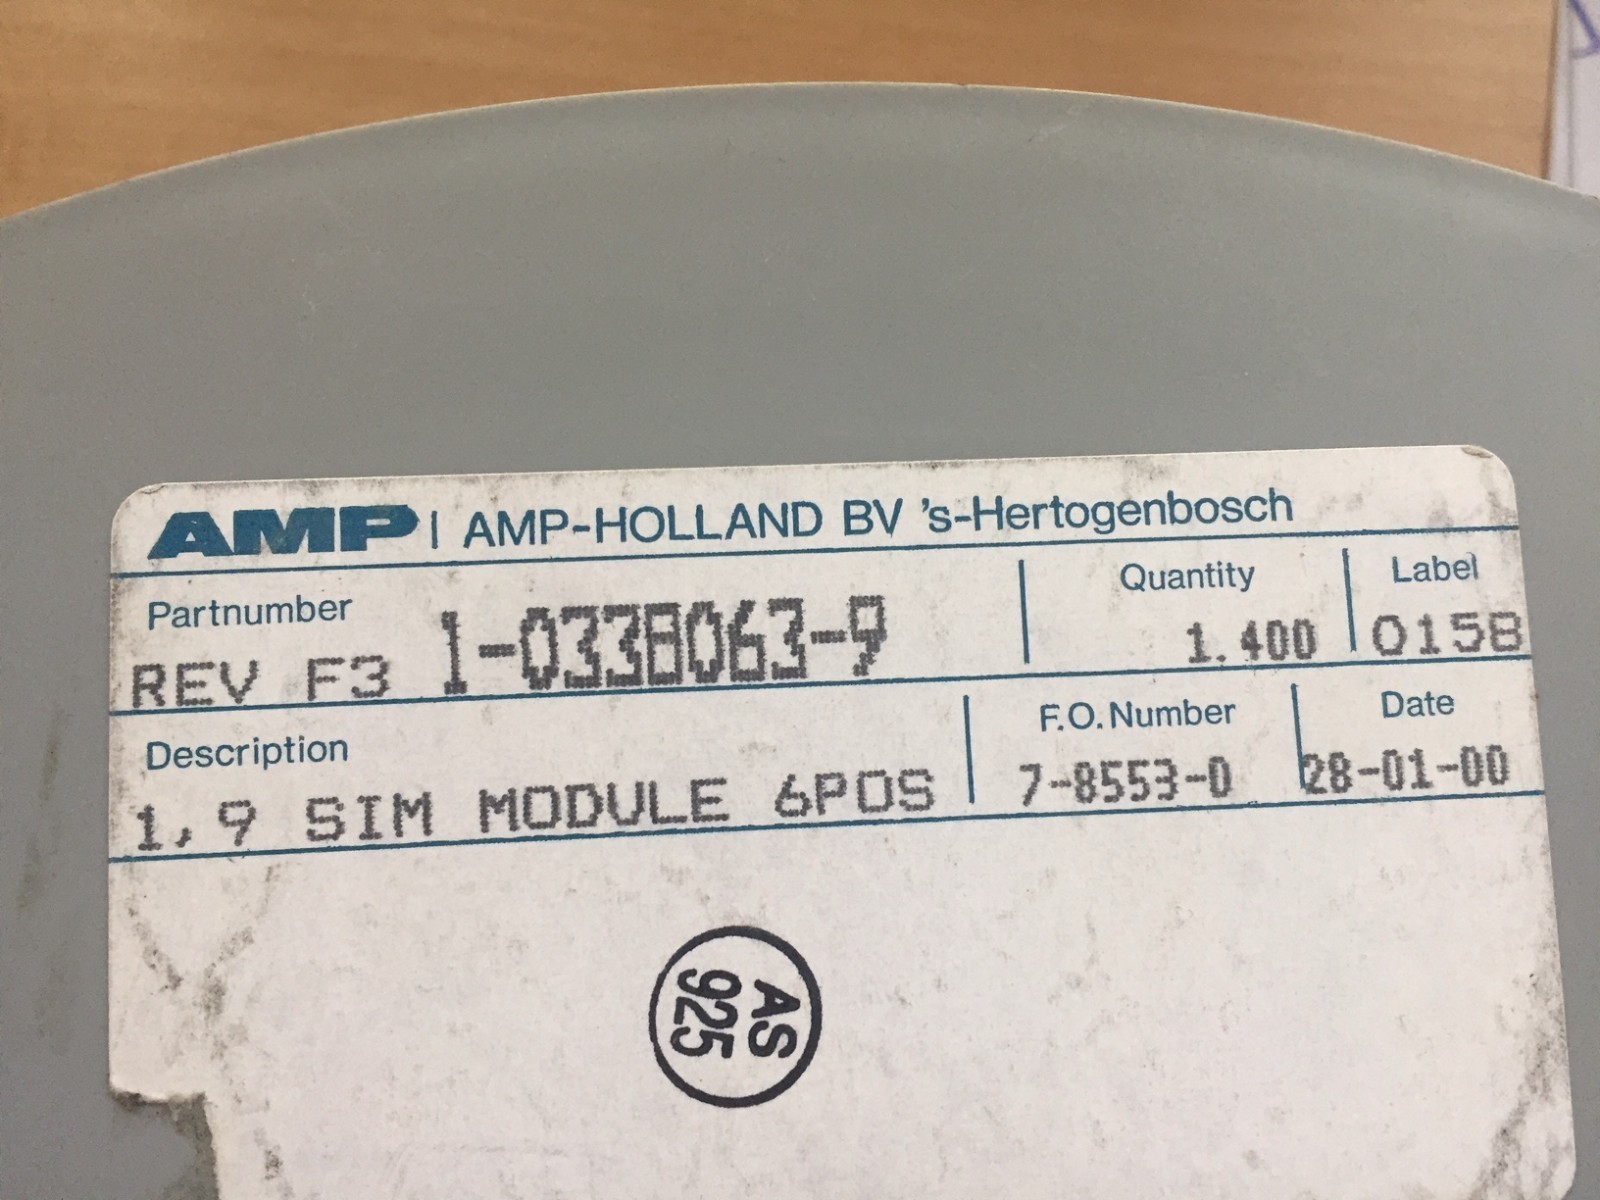 AMP | AMP-HOLLAND BV 's-Hertogenbosch
Partnumber 1-0338063-9
REV F3
Quantity
1.400
Label
0158
Description
1,9 SIM MODULE 6POS
F.O. Number
7-8553-0
Date
28-01-00
AS
925